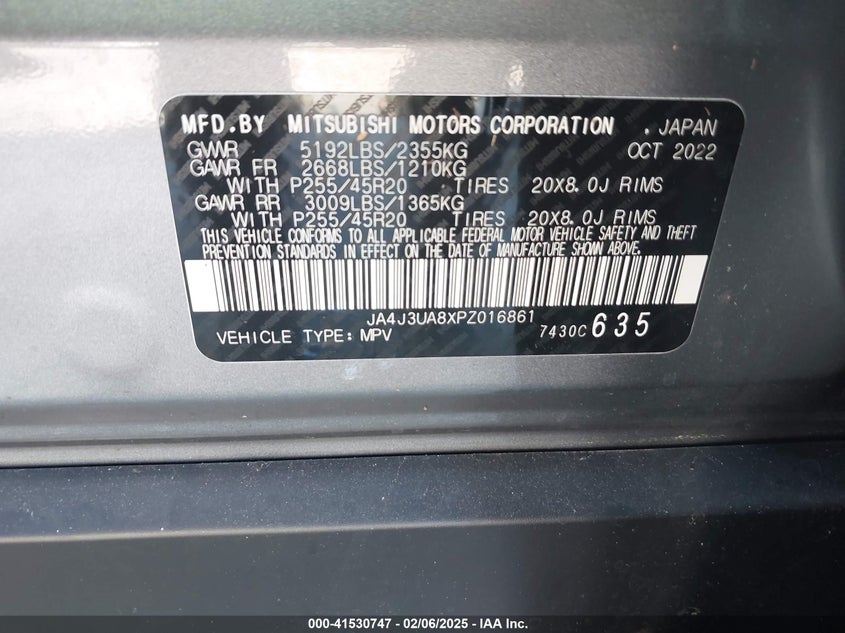 MFD.BY MITSUBISHI MOTORS CORPORATION . JAPAN
GVWR 5192LBS/2355KG OCT 2022
GAWR FR 2668LBS/1210KG
WITH P255/45R20 TIRES 20X8.0J RIMS
GAWR RR 3009LBS/1365KG
WITH P255/45R20 TIRES 20X8.0J RIMS
THIS VEHICLE CONFORMS TO ALL APPLICABLE FEDERAL MOTOR VEHICLE SAFETY AND THEFT
PREVENTION STANDARDS IN EFFECT ON THE DATE OF MANUFACTURE SHOWN ABOVE.
JA4J3UA8XPZ016861
VEHICLE TYPE: MPV 7430C 635
000-41530747 - 02/06/2025 - IAA Inc.